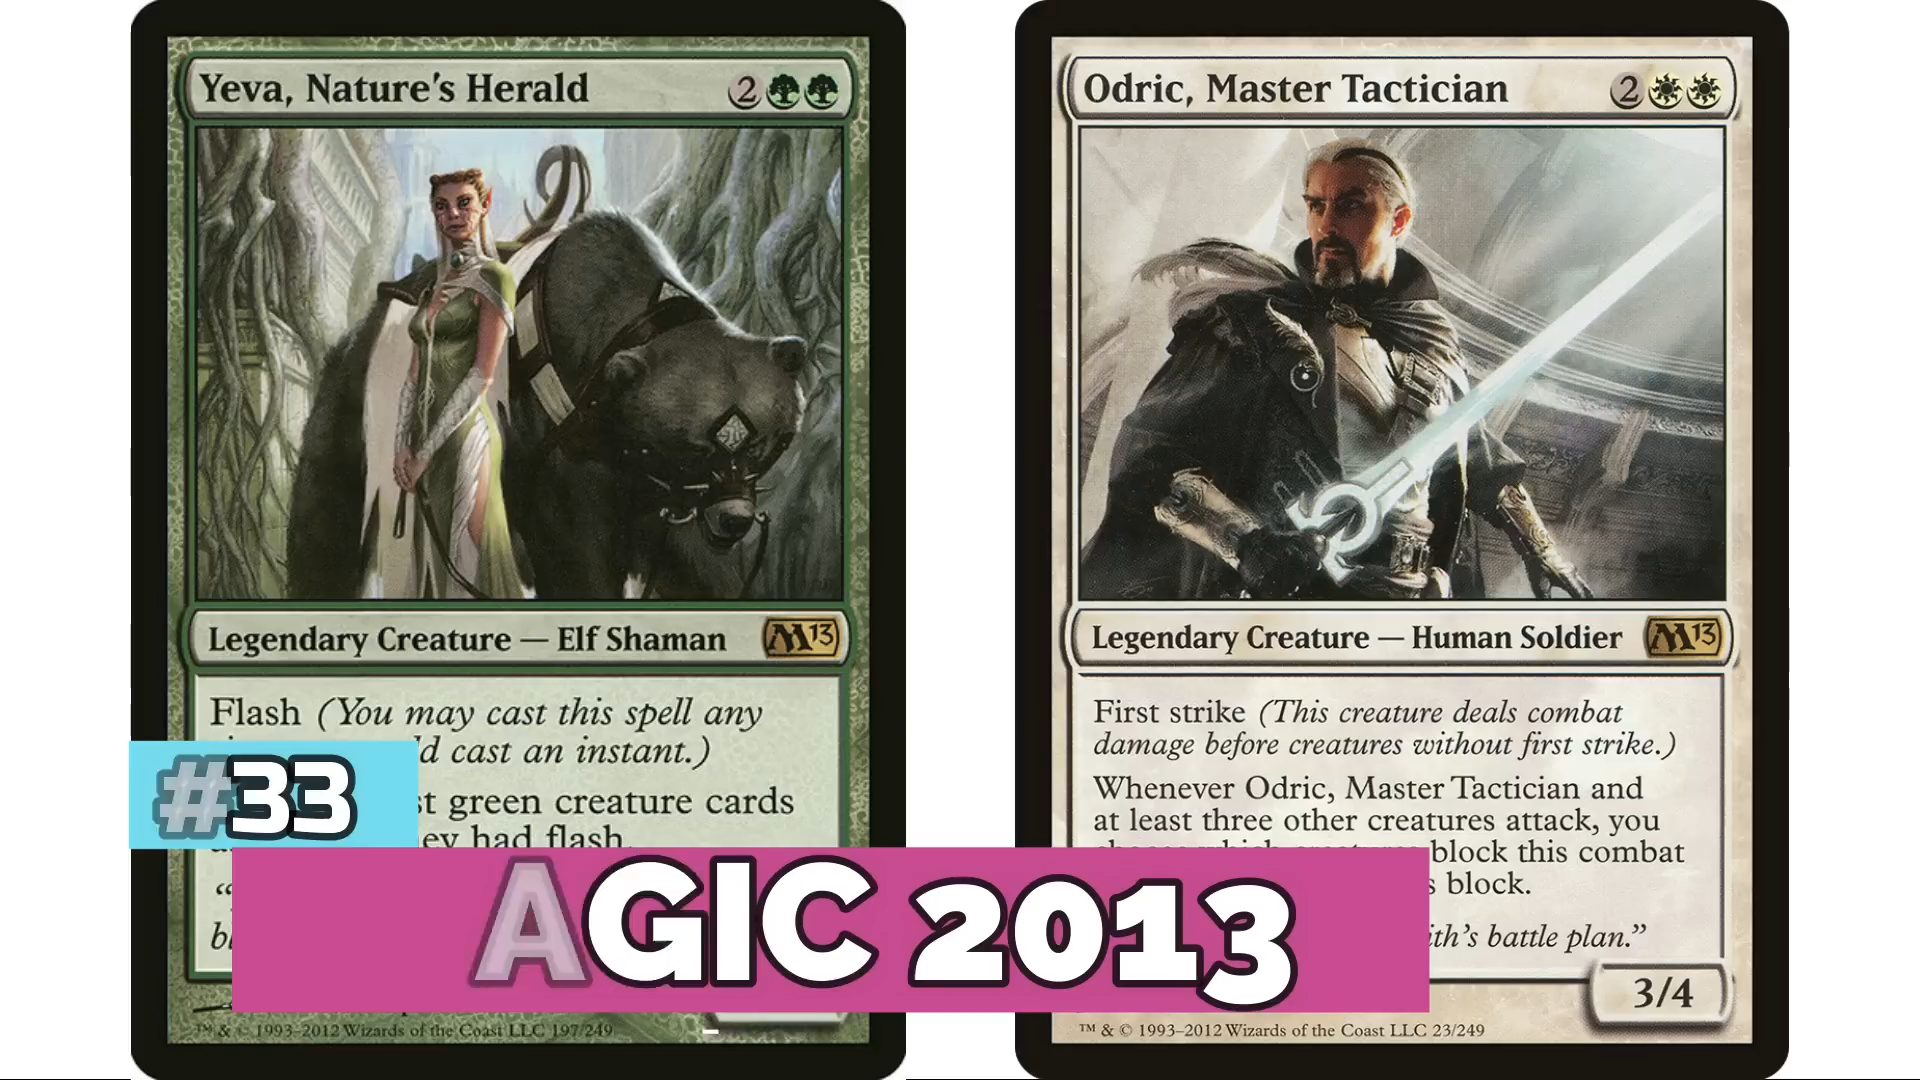 Yeva, Nature's Herald
2
Legendary Creature — Elf Shaman
M13
Flash (You may cast this spell any
d cast an instant.)
st green creature cards
ey had flash.
™ & © 1993–2012 Wizards of the Coast LLC 197/249
Odric, Master Tactician
2
Legendary Creature — Human Soldier
M13
First strike (This creature deals combat
damage before creatures without first strike.)
Whenever Odric, Master Tactician and
at least three other creatures attack, you
block this combat
s block.
ith's battle plan."
3/4
™ & © 1993–2012 Wizards of the Coast LLC 23/249
#33
AGIC 2013